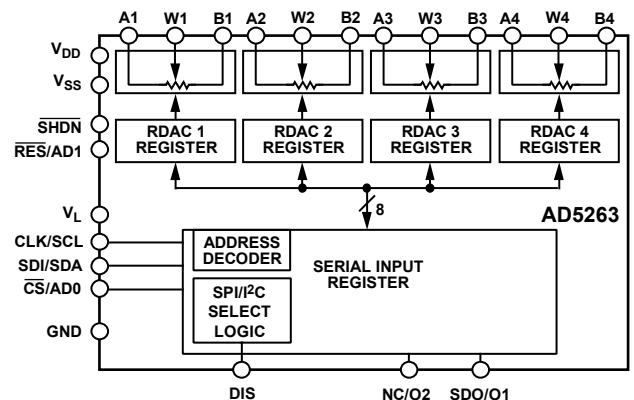 A1 W1 B1 A2 W2 B2 A3 W3 B3 A4 W4 B4
VDD
VSS
SHDN
RES/AD1
RDAC 1
REGISTER
RDAC 2
REGISTER
RDAC 3
REGISTER
RDAC 4
REGISTER
8
AD5263
VL
CLK/SCL
SDI/SDA
CS/AD0
GND
ADDRESS
DECODER
SERIAL INPUT
REGISTER
SPI/I²C
SELECT
LOGIC
DIS
NC/O2
SDO/O1